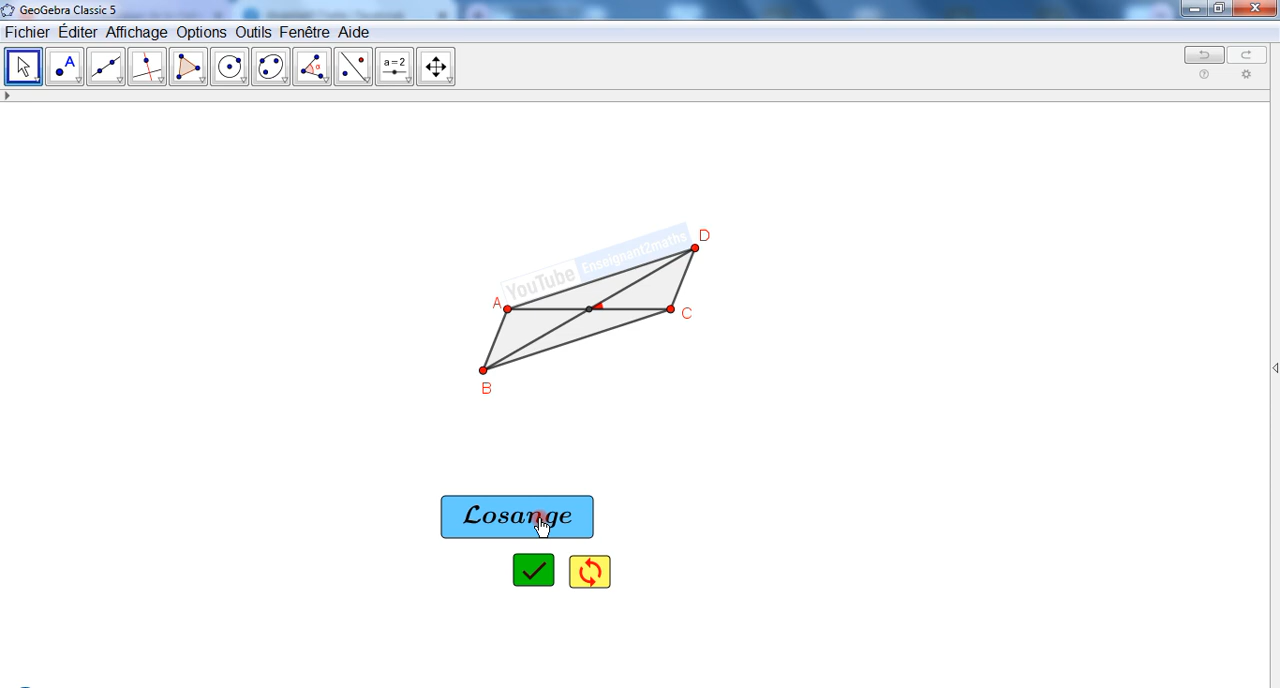 GeoGebra Classic 5
Fichier Éditer Affichage Options Outils Fenêtre Aide
A
α
a=2
D
YouTube Enseignant2maths
A
C
B
Losange